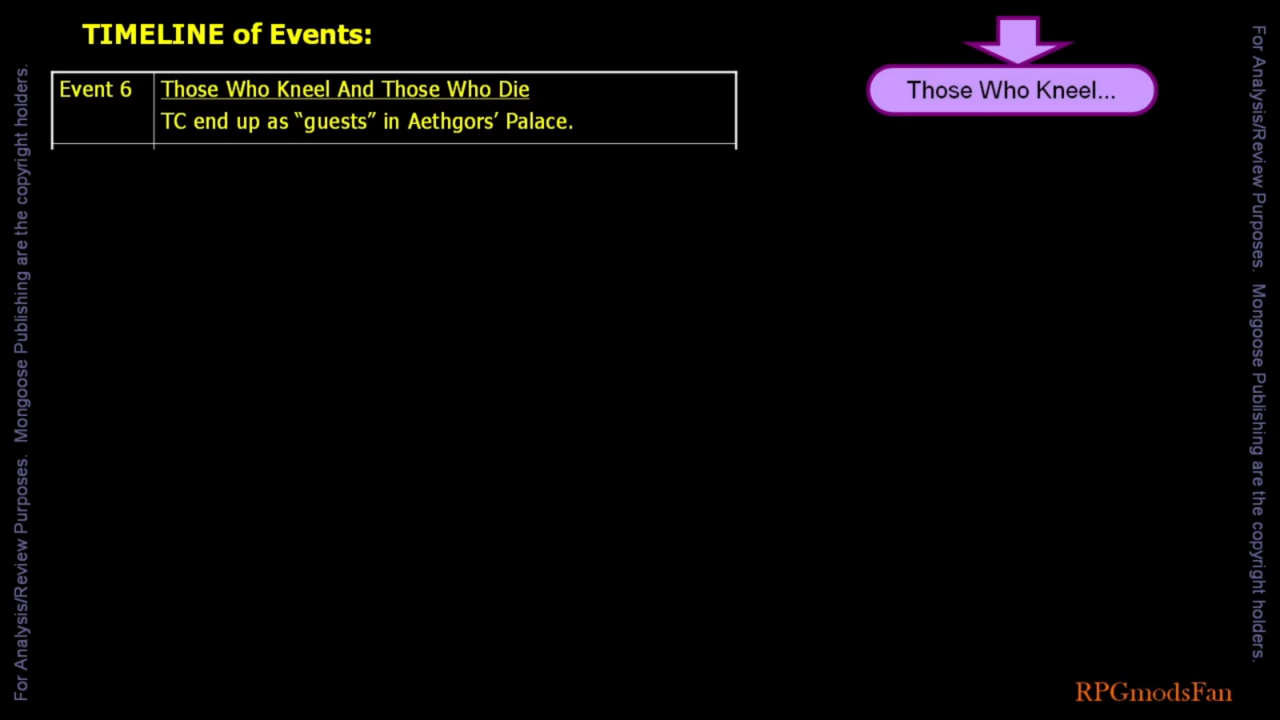 TIMELINE of Events:
Event 6
Those Who Kneel And Those Who Die
TC end up as “guests” in Aethgors’ Palace.
Those Who Kneel...
For Analysis/Review Purposes. Mongoose Publishing are the copyright holders.
For Analysis/Review Purposes. Mongoose Publishing are the copyright holders.
RPGmodsFan